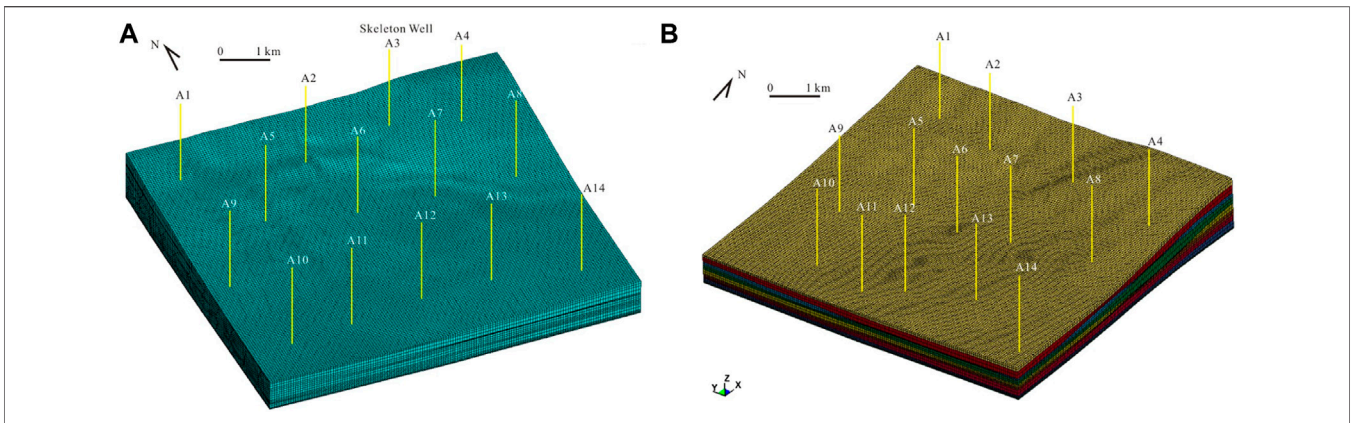 A
N
0 1 km
Skeleton Well
A3
A4
A2
A1
A8
A7
A6
A5
A14
A13
A9
A12
A11
A10
B
N
0 1 km
A1
A2
A3
A5
A9
A4
A6
A7
A8
A10
A11
A12
A13
A14
Z
Y X